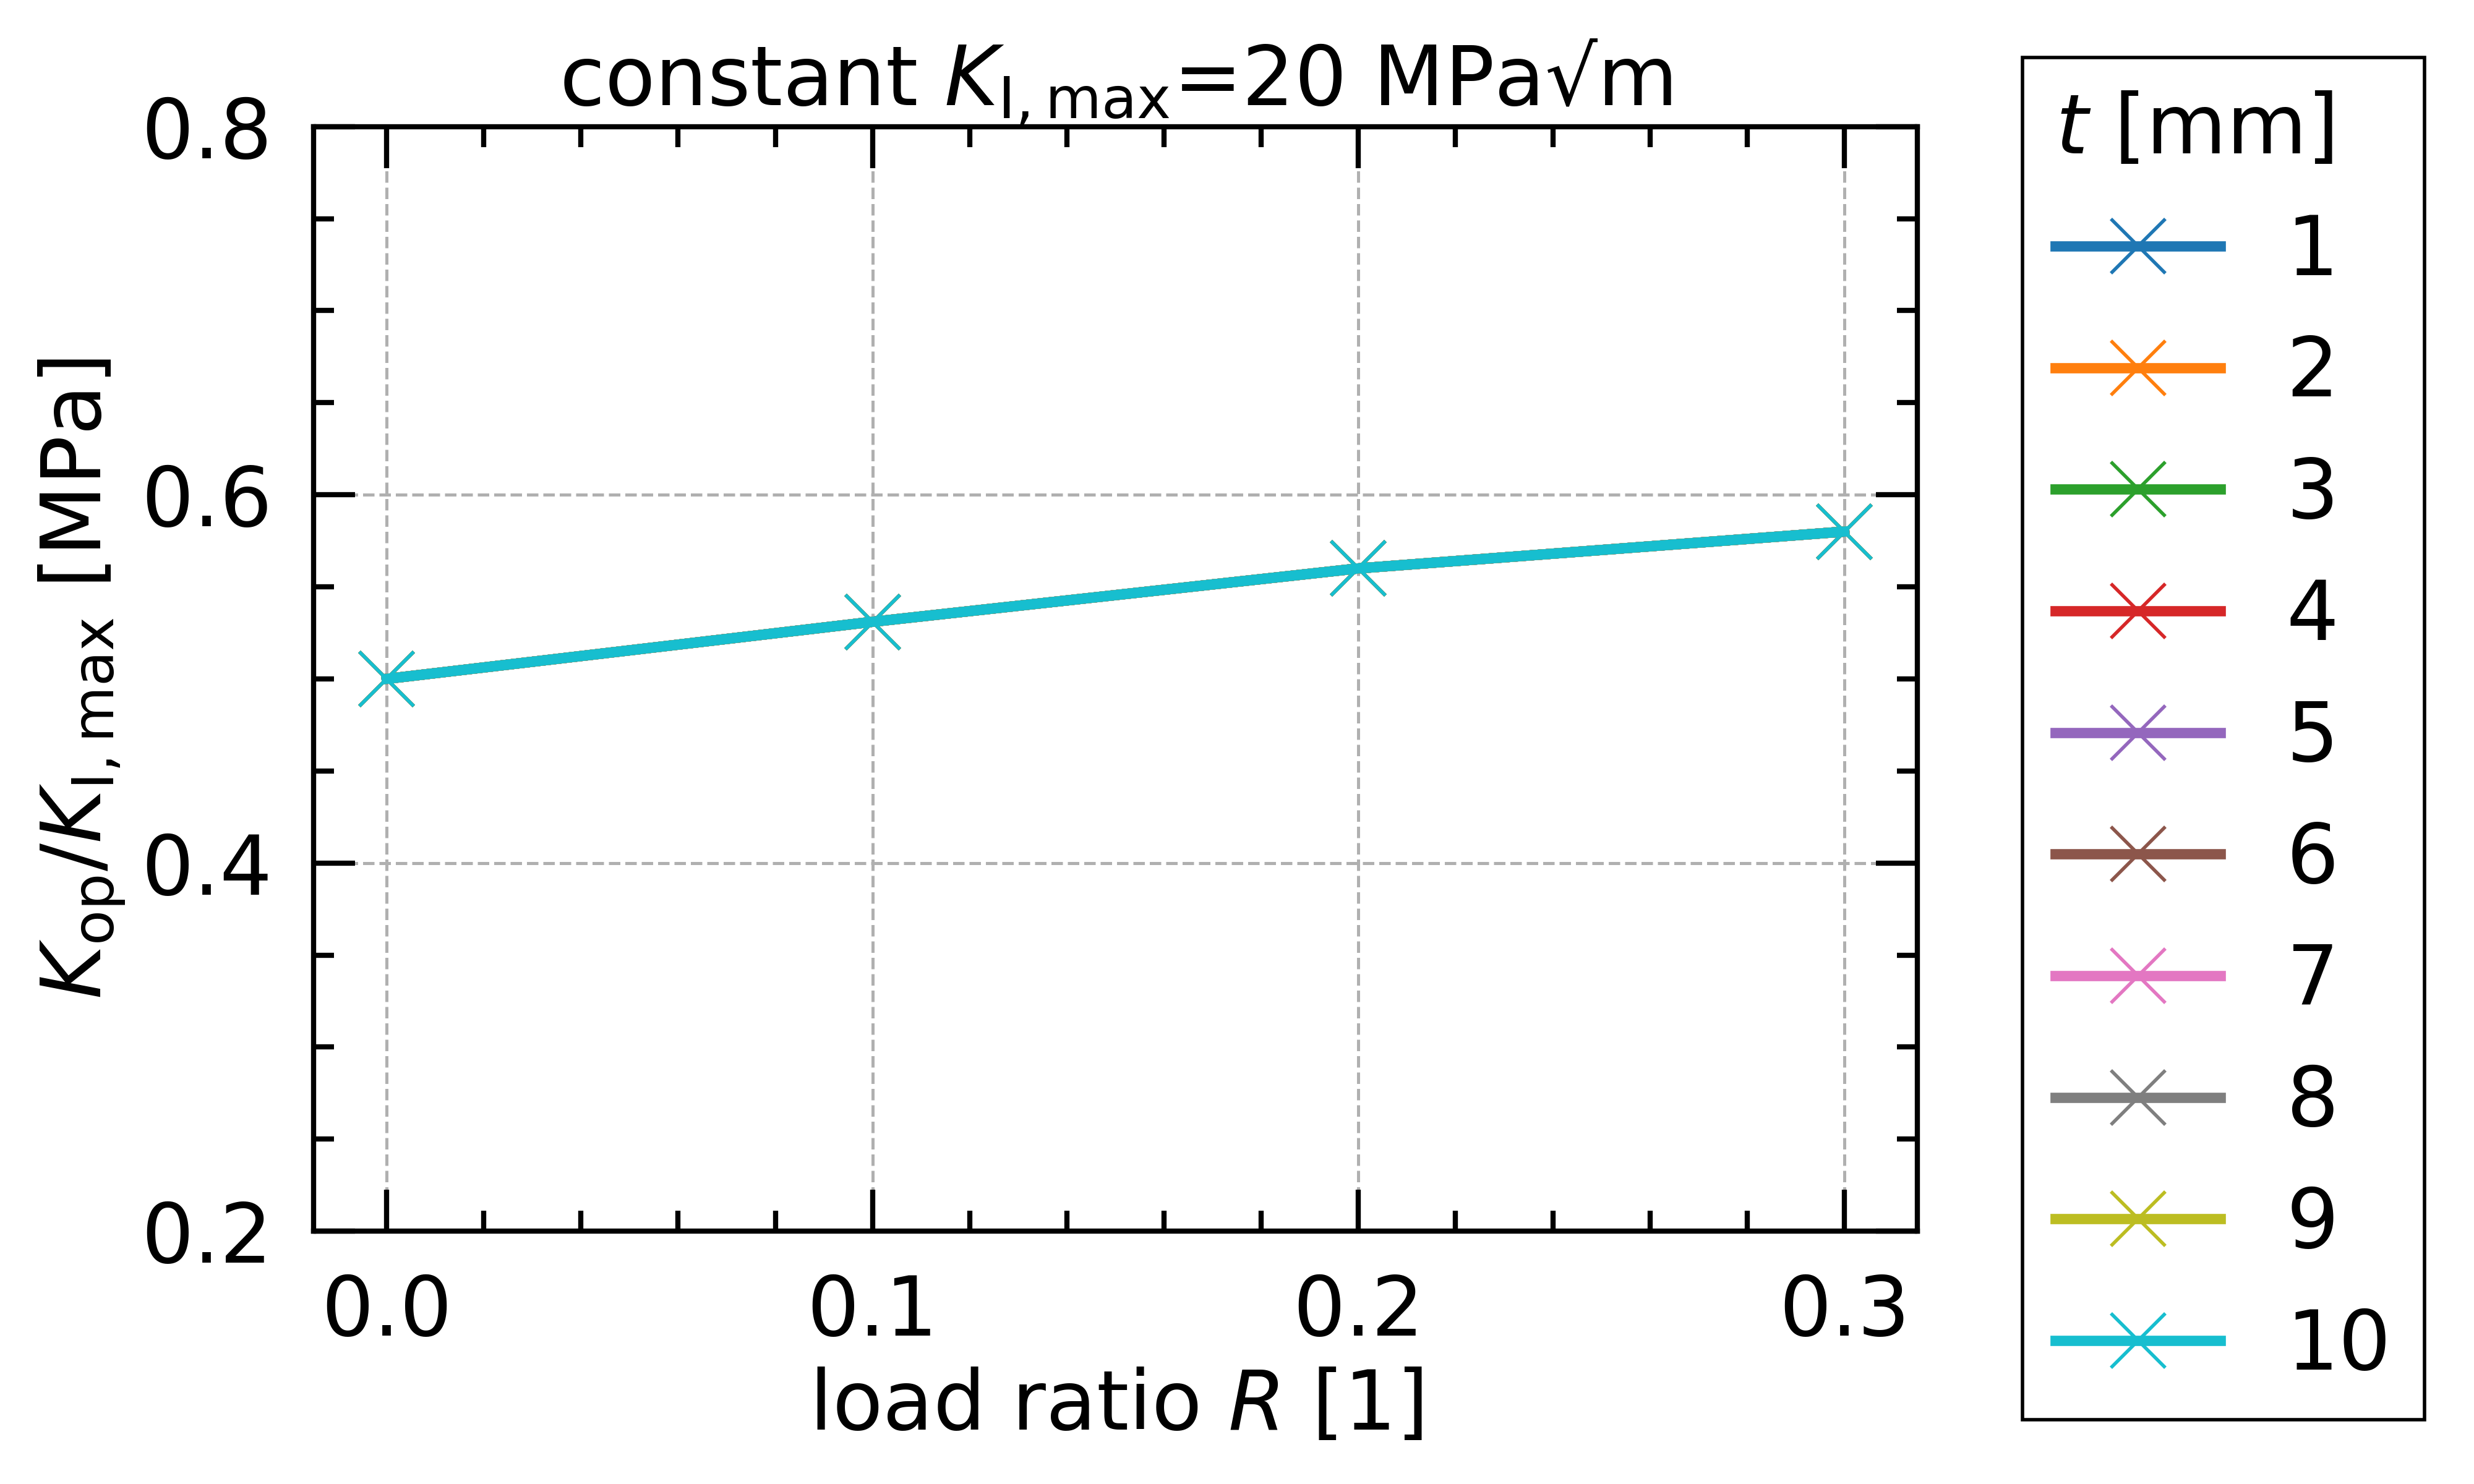 constant K_I, max=20 MPa√m
0.8
0.6
0.4
0.2
K_op/K_I, max [MPa]
0.0 0.1 0.2 0.3
load ratio R [1]
t [mm]
1
2
3
4
5
6
7
8
9
10